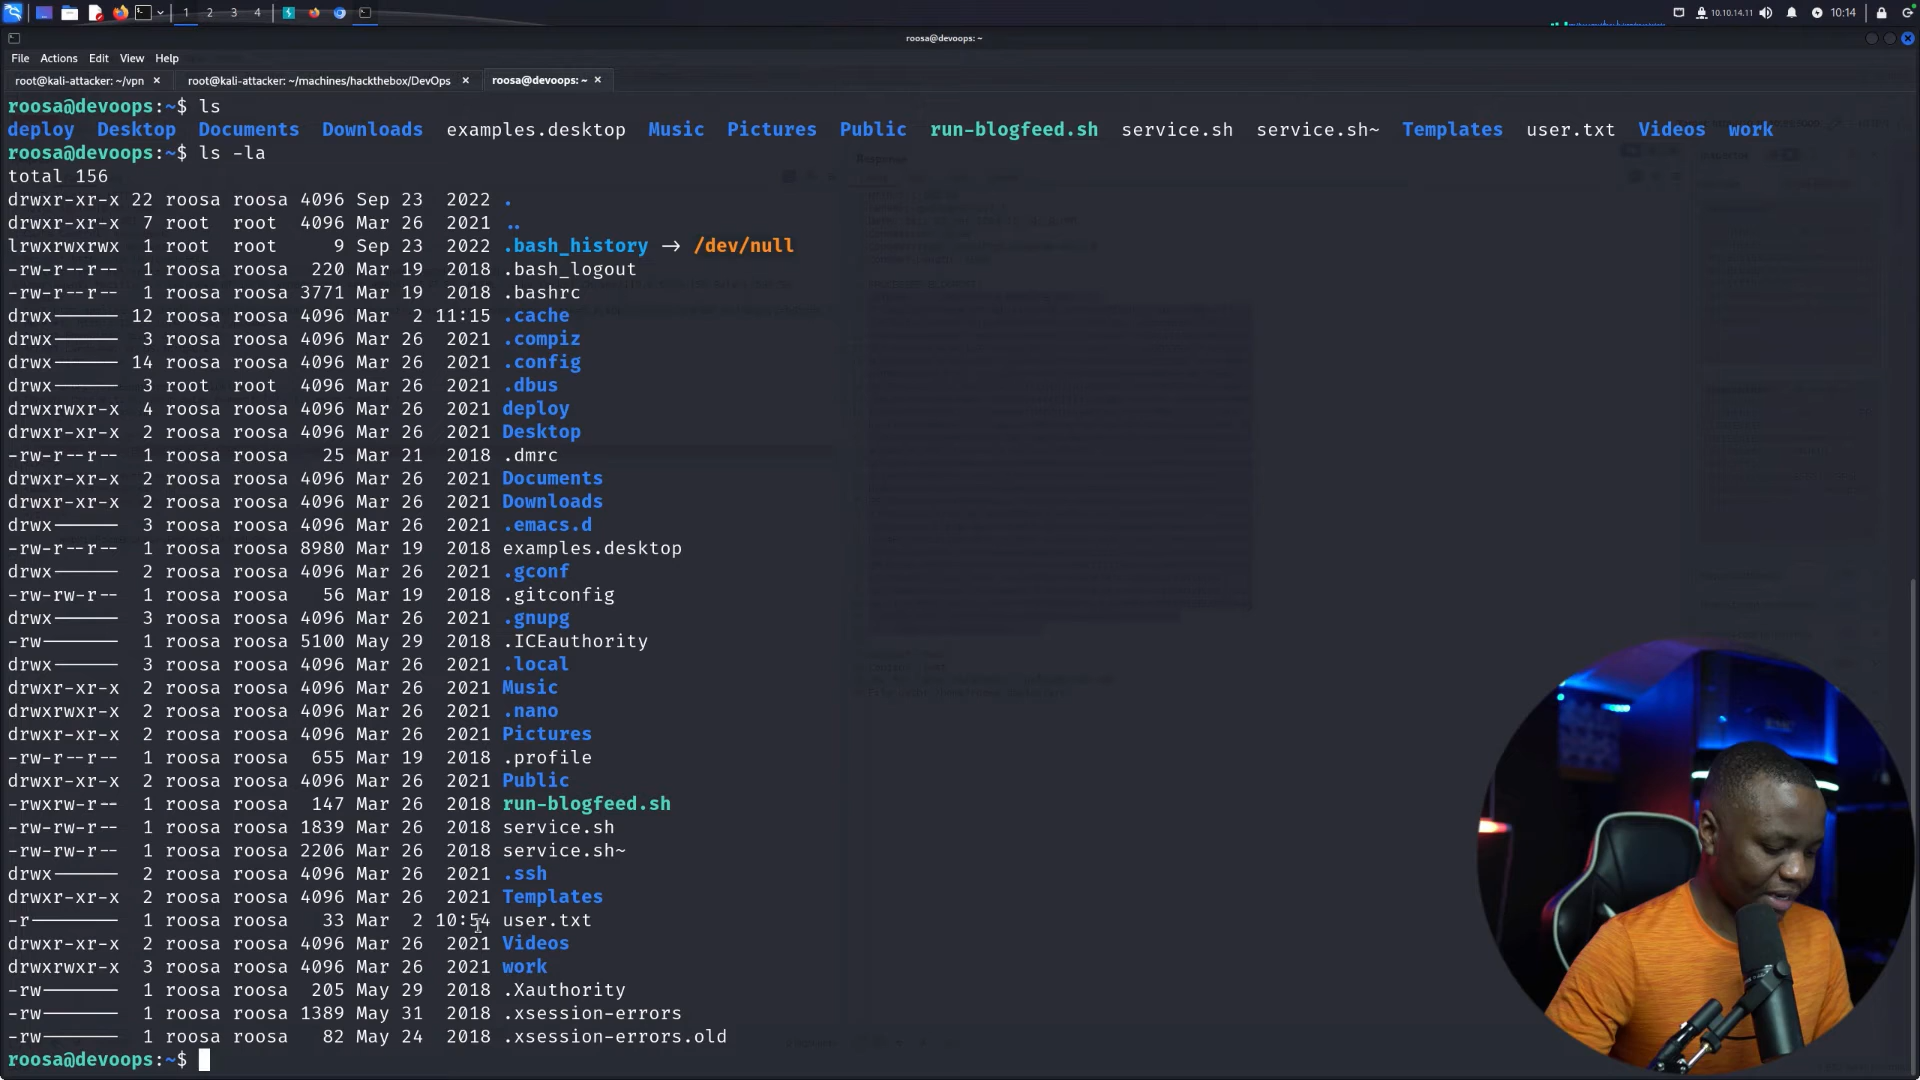 1 2 3 4
10.10.14.11 10:14
roosa@devoops: ~
File Actions Edit View Help
root@kali-attacker: ~/vpn × root@kali-attacker: ~/machines/hackthebox/DevOps × roosa@devoops: ~ ×
roosa@devoops:~$ ls
deploy Desktop Documents Downloads examples.desktop Music Pictures Public run-blogfeed.sh service.sh service.sh~ Templates user.txt Videos work
roosa@devoops:~$ ls -la
total 156
drwxr-xr-x 22 roosa roosa 4096 Sep 23 2022 .
drwxr-xr-x 7 root root 4096 Mar 26 2021 ..
lrwxrwxrwx 1 root root 9 Sep 23 2022 .bash_history -> /dev/null
-rw-r--r-- 1 roosa roosa 220 Mar 19 2018 .bash_logout
-rw-r--r-- 1 roosa roosa 3771 Mar 19 2018 .bashrc
drwx------ 12 roosa roosa 4096 Mar 2 11:15 .cache
drwx------ 3 roosa roosa 4096 Mar 26 2021 .compiz
drwx------ 14 roosa roosa 4096 Mar 26 2021 .config
drwx------ 3 root root 4096 Mar 26 2021 .dbus
drwxrwxr-x 4 roosa roosa 4096 Mar 26 2021 deploy
drwxr-xr-x 2 roosa roosa 4096 Mar 26 2021 Desktop
-rw-r--r-- 1 roosa roosa 25 Mar 21 2018 .dmrc
drwxr-xr-x 2 roosa roosa 4096 Mar 26 2021 Documents
drwxr-xr-x 2 roosa roosa 4096 Mar 26 2021 Downloads
drwx------ 3 roosa roosa 4096 Mar 26 2021 .emacs.d
-rw-r--r-- 1 roosa roosa 8980 Mar 19 2018 examples.desktop
drwx------ 2 roosa roosa 4096 Mar 26 2021 .gconf
-rw-rw-r-- 1 roosa roosa 56 Mar 19 2018 .gitconfig
drwx------ 3 roosa roosa 4096 Mar 26 2021 .gnupg
-rw------- 1 roosa roosa 5100 May 29 2018 .ICEauthority
drwx------ 3 roosa roosa 4096 Mar 26 2021 .local
drwxr-xr-x 2 roosa roosa 4096 Mar 26 2021 Music
drwxrwxr-x 2 roosa roosa 4096 Mar 26 2021 .nano
drwxr-xr-x 2 roosa roosa 4096 Mar 26 2021 Pictures
-rw-r--r-- 1 roosa roosa 655 Mar 19 2018 .profile
drwxr-xr-x 2 roosa roosa 4096 Mar 26 2021 Public
-rwxrw-r-- 1 roosa roosa 147 Mar 26 2018 run-blogfeed.sh
-rw-rw-r-- 1 roosa roosa 1839 Mar 26 2018 service.sh
-rw-rw-r-- 1 roosa roosa 2206 Mar 26 2018 service.sh~
drwx------ 2 roosa roosa 4096 Mar 26 2021 .ssh
drwxr-xr-x 2 roosa roosa 4096 Mar 26 2021 Templates
-r-------- 1 roosa roosa 33 Mar 2 10:54 user.txt
drwxr-xr-x 2 roosa roosa 4096 Mar 26 2021 Videos
drwxrwxr-x 3 roosa roosa 4096 Mar 26 2021 work
-rw------- 1 roosa roosa 205 May 29 2018 .Xauthority
-rw------- 1 roosa roosa 1389 May 31 2018 .xsession-errors
-rw------- 1 roosa roosa 82 May 24 2018 .xsession-errors.old
roosa@devoops:~$